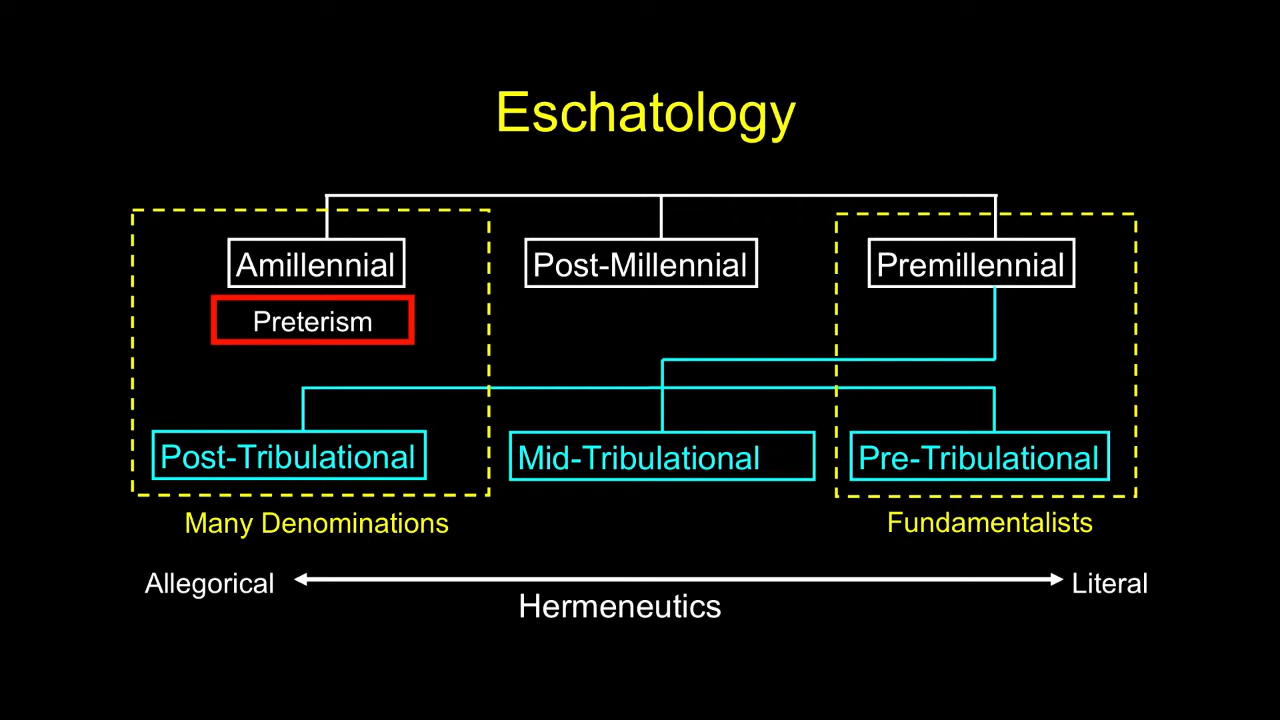 Eschatology
Amillennial
Post-Millennial
Premillennial
Preterism
Post-Tribulational
Mid-Tribulational
Pre-Tribulational
Many Denominations
Fundamentalists
Allegorical
Literal
Hermeneutics